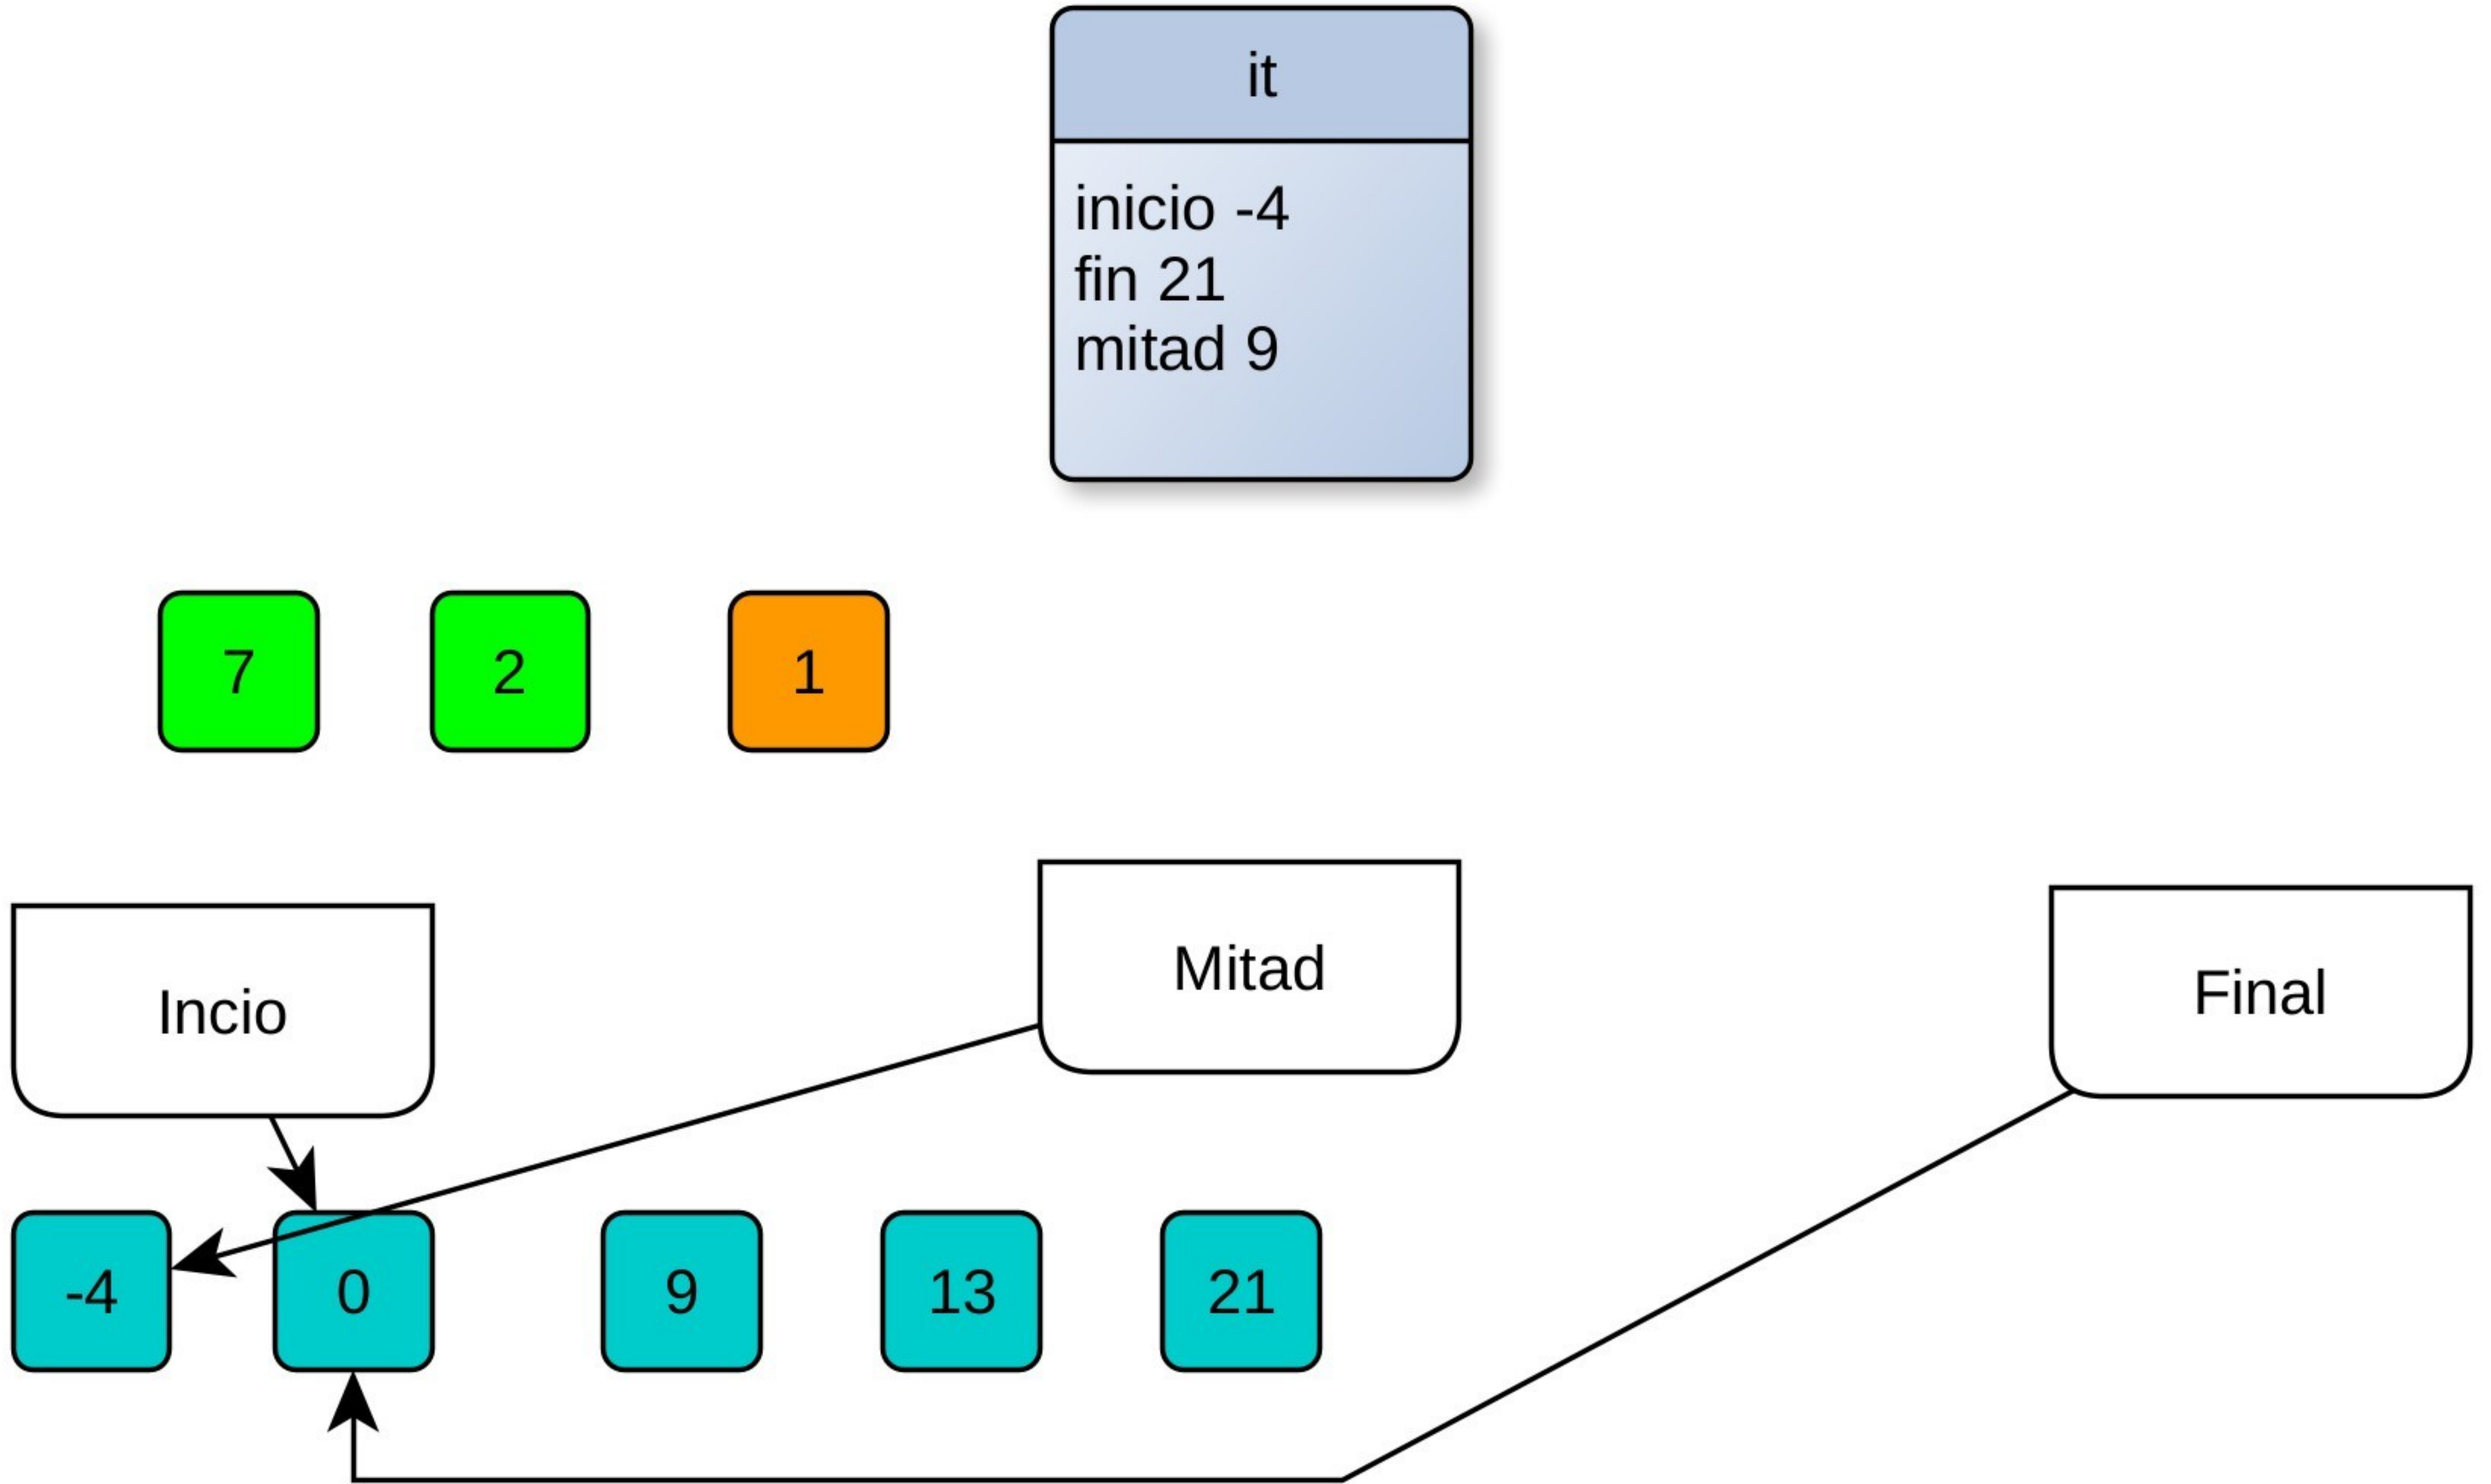 it
inicio -4
fin 21
mitad 9
7 2 1
Incio Mitad Final
-4 0 9 13 21